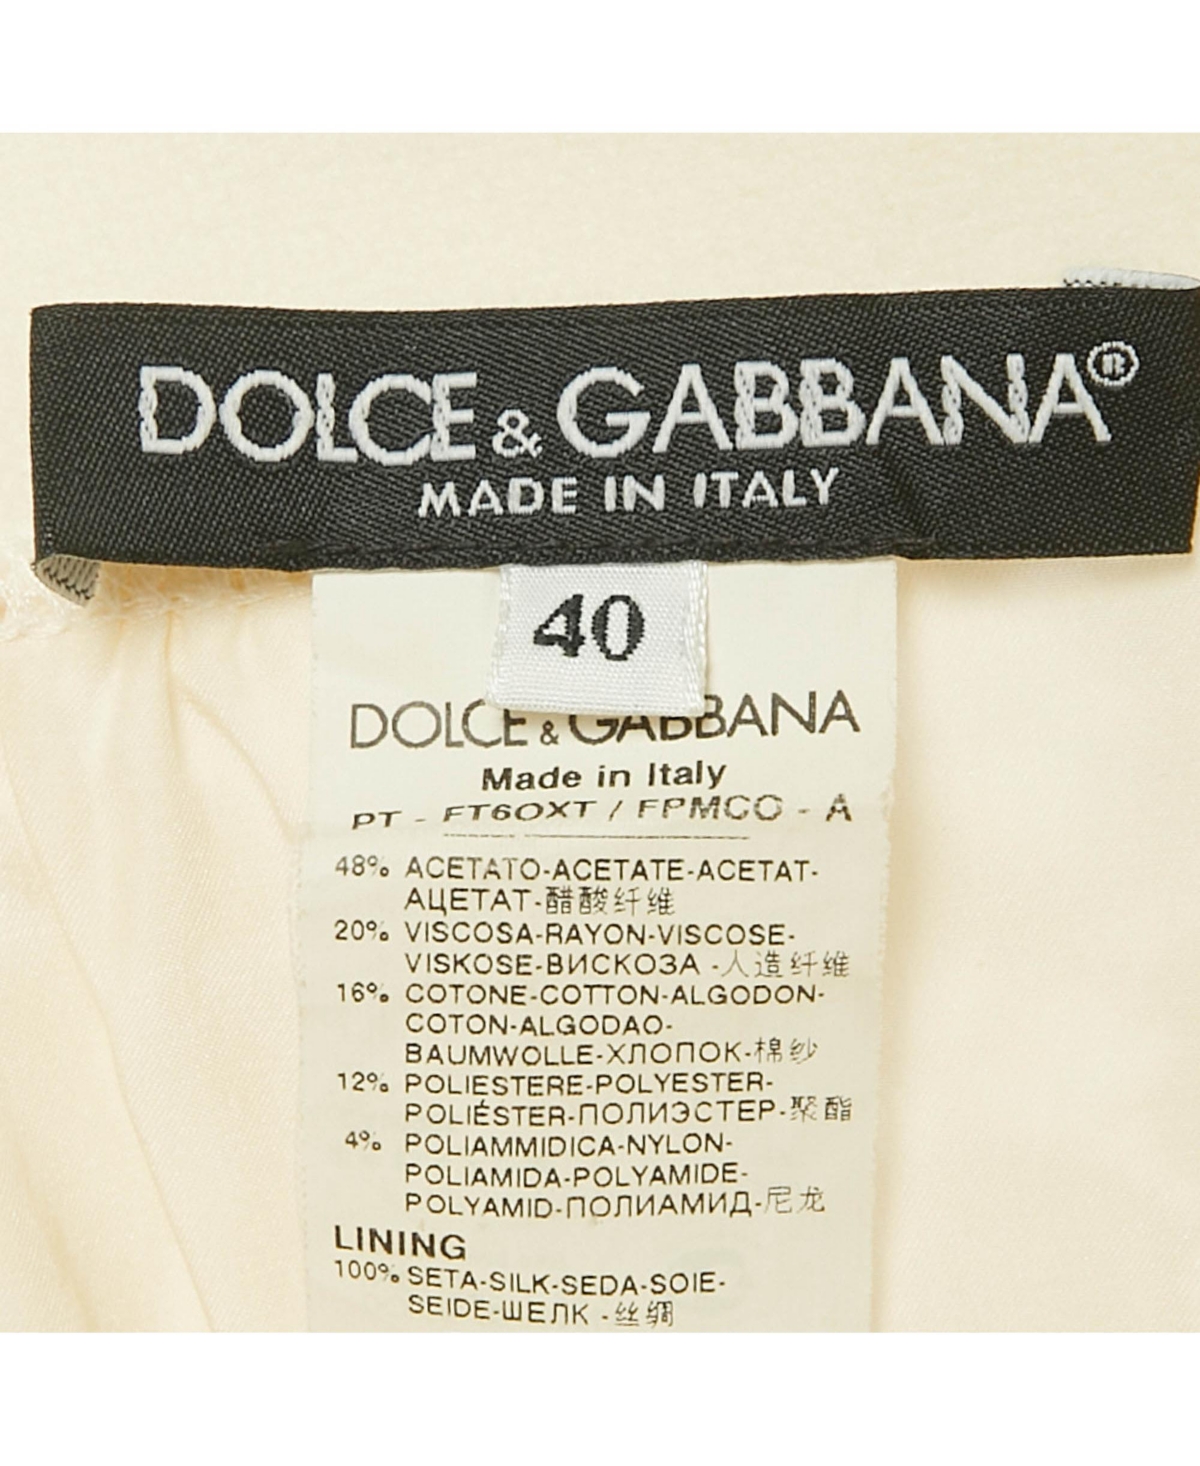 DOLCE & GABBANA®
MADE IN ITALY
40
DOLCE & GABBANA
Made in Italy
PT - FT6OXT / FPMCO - A
48% ACETATO-ACETATE-ACETAT-
АЦЕТАТ-醋酸纤维
20% VISCOSA-RAYON-VISCOSE-
VISKOSE-ВИСКОЗА -人造纤维
16% COTONE-COTTON-ALGODON-
COTON-ALGODAO-
BAUMWOLLE-ХЛОПОК-棉纱
12% POLIESTERE-POLYESTER-
POLIÉSTER-ПОЛИЭСТЕР-聚酯
4% POLIAMMIDICA-NYLON-
POLIAMIDA-POLYAMIDE-
POLYAMID-ПОЛИАМИД-尼龙
LINING
100% SETA-SILK-SEDA-SOIE-
SEIDE-ШЕЛК -丝绸